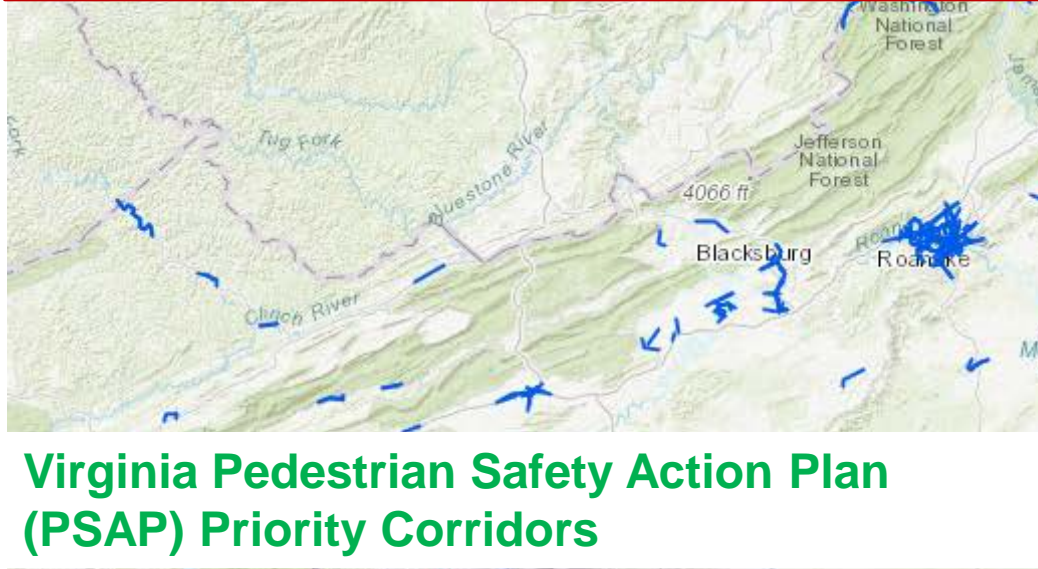 Washington
National
Forest
Tug Fork
Bluestone River
Jefferson
National
Forest
4066 ft
Blacksburg
Roanoke
Clinch River
Virginia Pedestrian Safety Action Plan
(PSAP) Priority Corridors